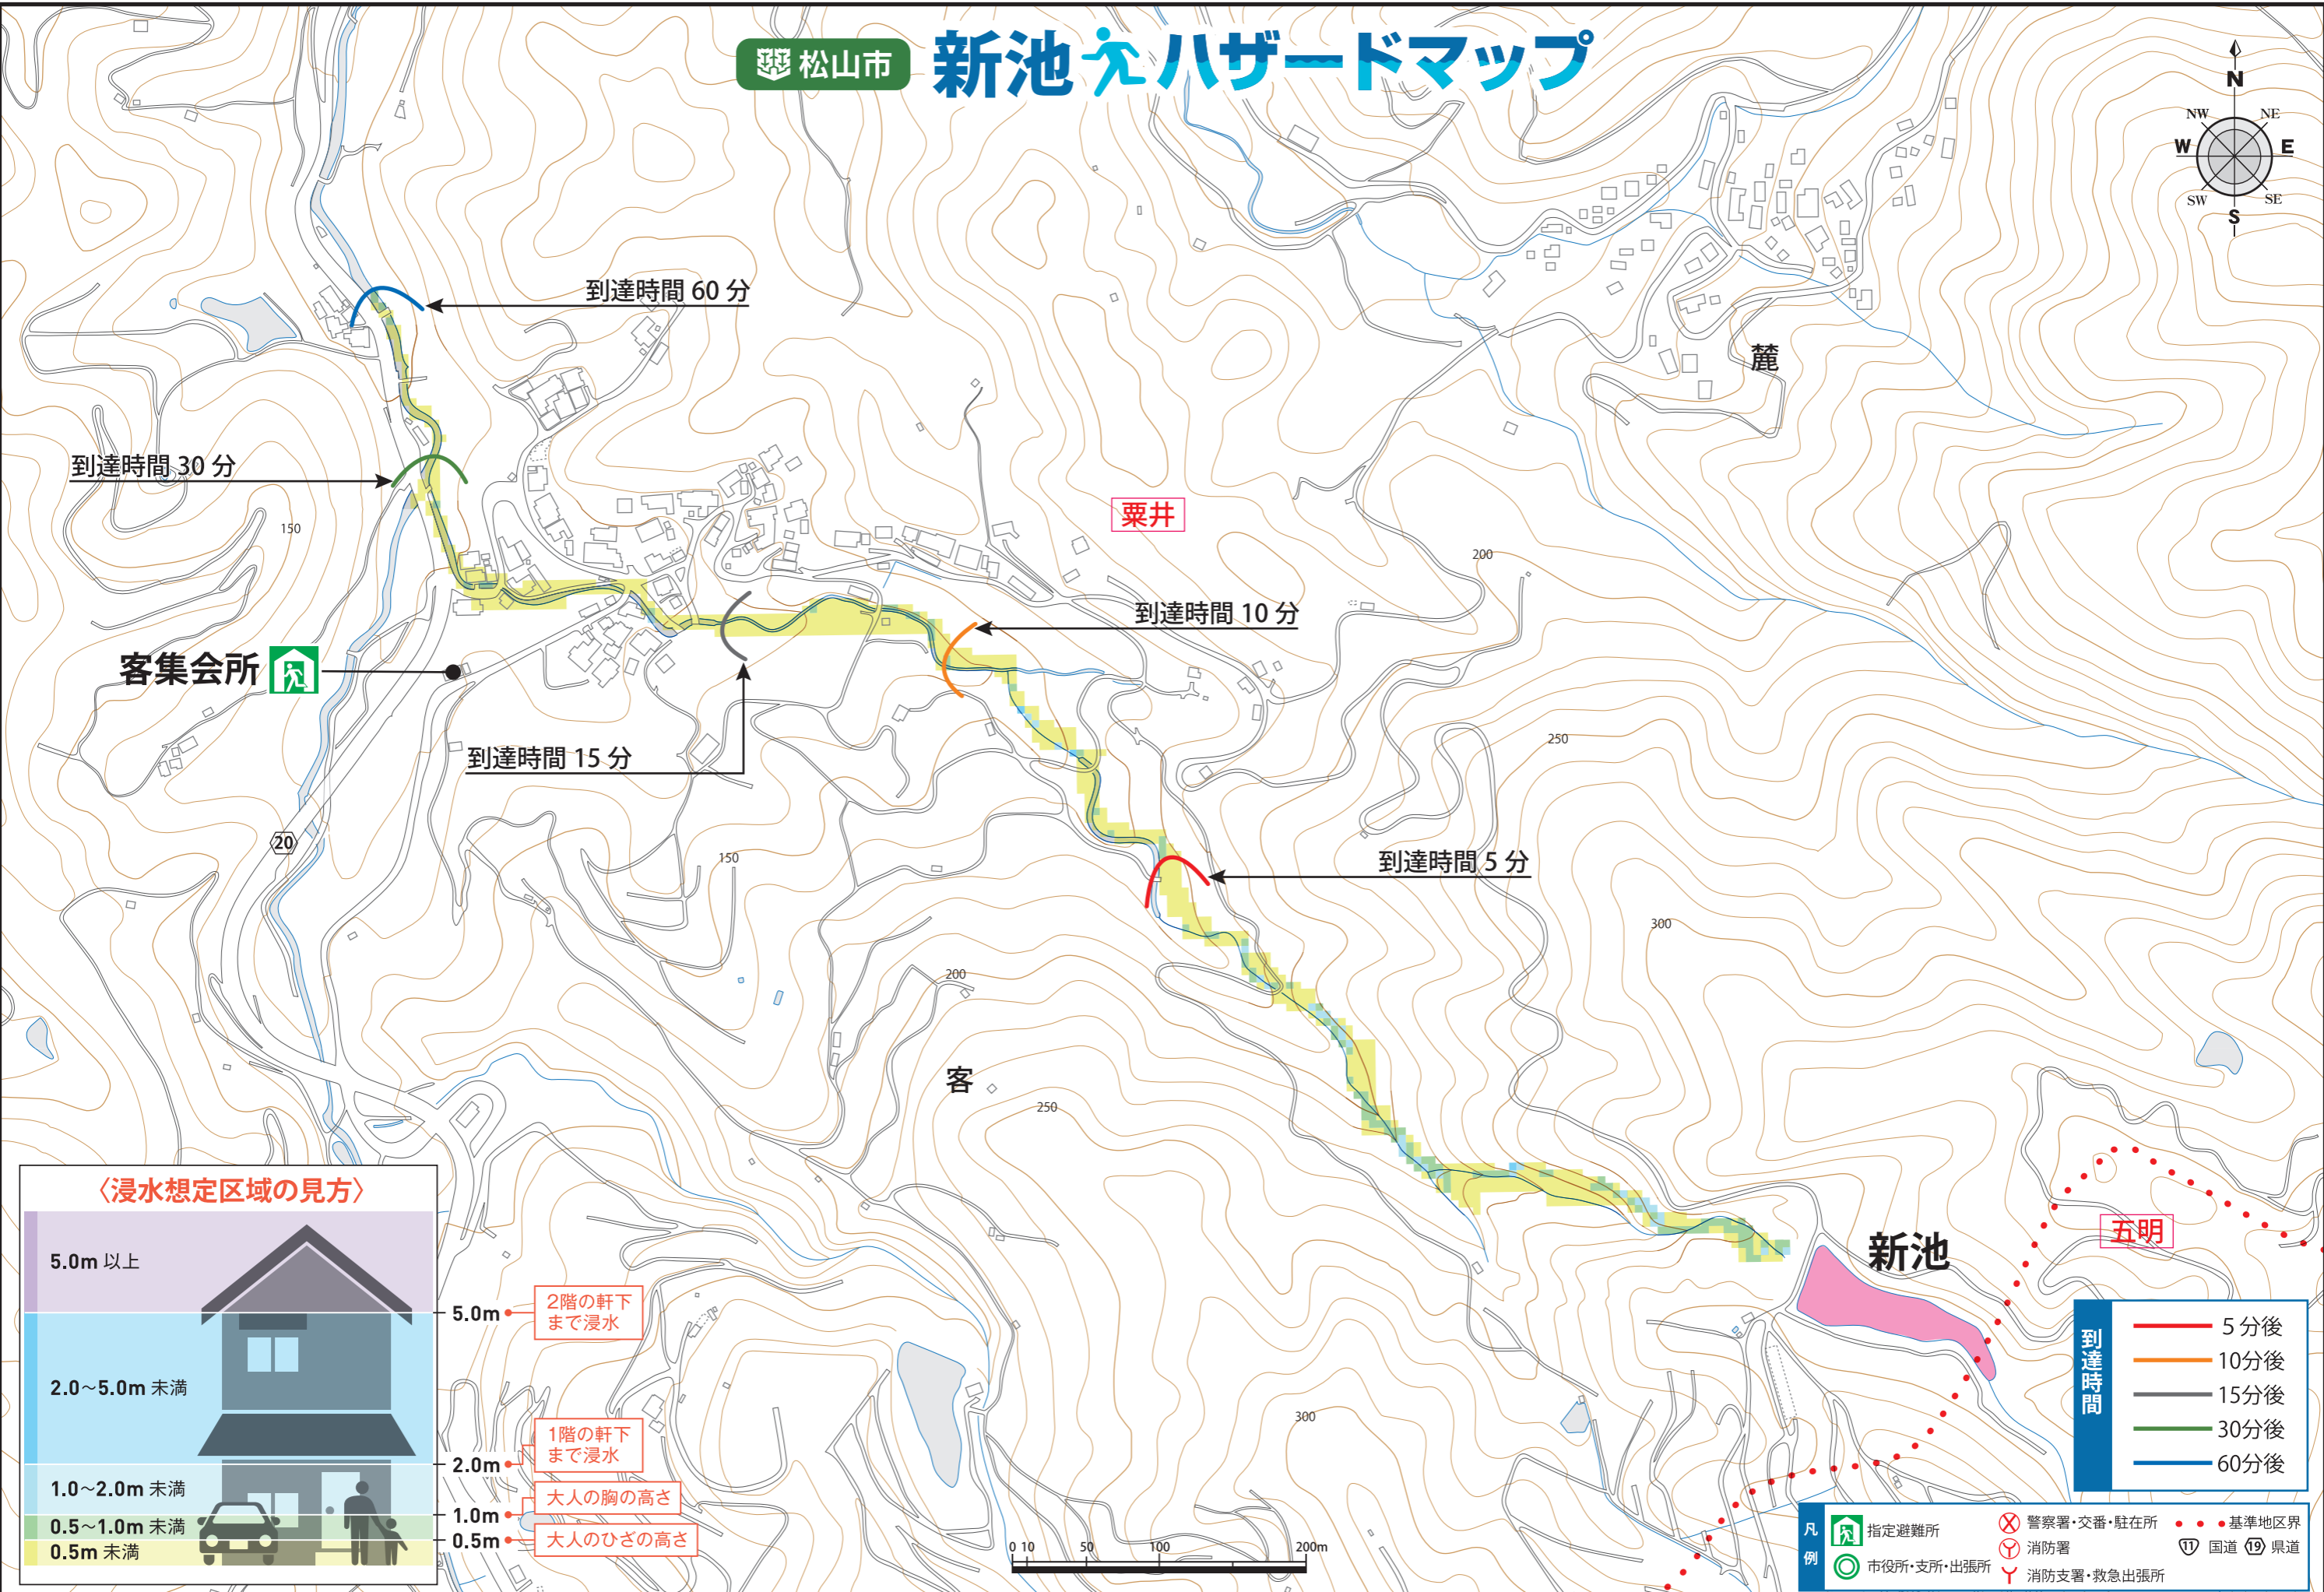 松山市 新池ハザードマップ
N
NW NE
W E
SW SE
S
到達時間 60 分
麓
到達時間 30 分
150
粟井
200
到達時間 10 分
客集会所
到達時間 15 分
250
20
150
到達時間 5 分
300
200
客
250
新池
五明
300
〈浸水想定区域の見方〉
5.0m 以上
5.0m
2階の軒下
まで浸水
2.0～5.0m 未満
2.0m
1階の軒下
まで浸水
1.0～2.0m 未満
1.0m
大人の胸の高さ
0.5～1.0m 未満
0.5m
大人のひざの高さ
0.5m 未満
0 10 50 100 200m
到達時間
5分後
10分後
15分後
30分後
60分後
凡例
指定避難所
市役所・支所・出張所
警察署・交番・駐在所
消防署
消防支署・救急出張所
基準地区界
11 国道 19 県道